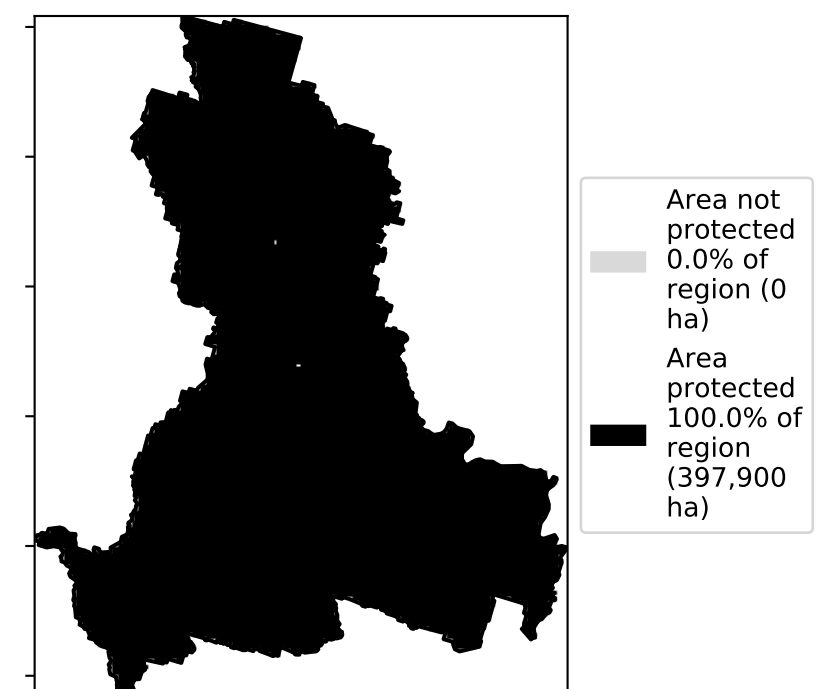 Area not
protected
0.0% of
region (0
ha)
Area
protected
100.0% of
region
(397,900
ha)